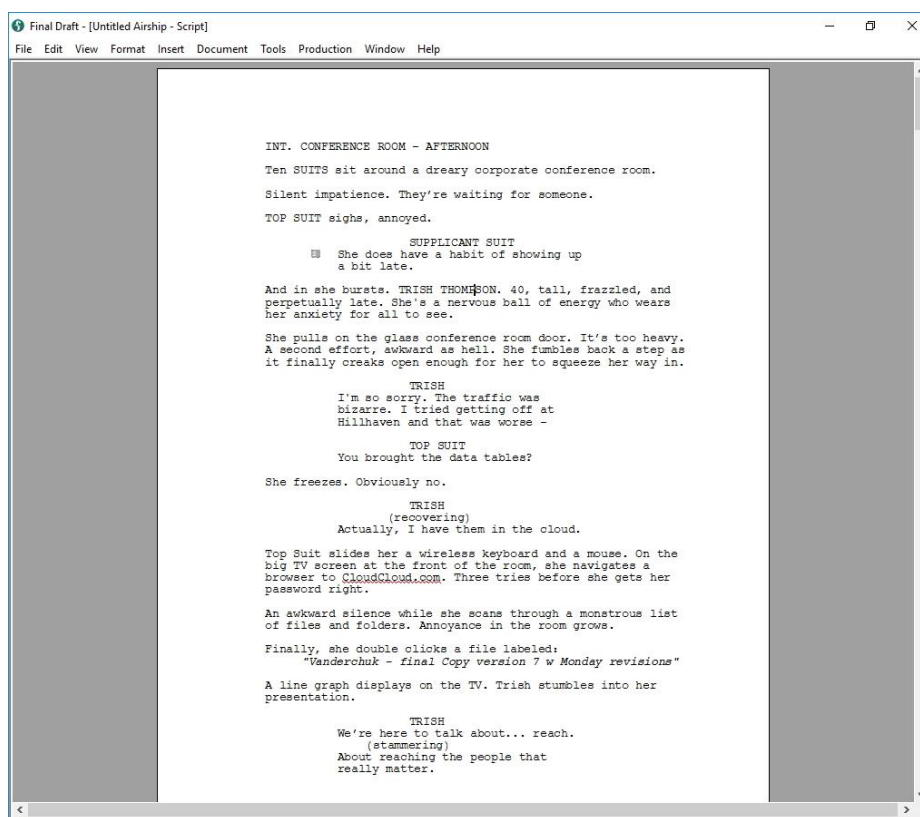 Final Draft - [Untitled Airship - Script]
File Edit View Format Insert Document Tools Production Window Help
INT. CONFERENCE ROOM - AFTERNOON
Ten SUITS sit around a dreary corporate conference room.
Silent impatience. They're waiting for someone.
TOP SUIT sighs, annoyed.
SUPPLICANT SUIT
She does have a habit of showing up
a bit late.
And in she bursts. TRISH THOMPSON. 40, tall, frazzled, and
perpetually late. She's a nervous ball of energy who wears
her anxiety for all to see.
She pulls on the glass conference room door. It's too heavy.
A second effort, awkward as hell. She fumbles back a step as
it finally creaks open enough for her to squeeze her way in.
TRISH
I'm so sorry. The traffic was
bizarre. I tried getting off at
Hillhaven and that was worse -
TOP SUIT
You brought the data tables?
She freezes. Obviously no.
TRISH
(recovering)
Actually, I have them in the cloud.
Top Suit slides her a wireless keyboard and a mouse. On the
big TV screen at the front of the room, she navigates a
browser to CloudCloud.com. Three tries before she gets her
password right.
An awkward silence while she scans through a monstrous list
of files and folders. Annoyance in the room grows.
Finally, she double clicks a file labeled:
"Vanderchuk - final Copy version 7 w Monday revisions"
A line graph displays on the TV. Trish stumbles into her
presentation.
TRISH
We're here to talk about... reach.
(stammering)
About reaching the people that
really matter.